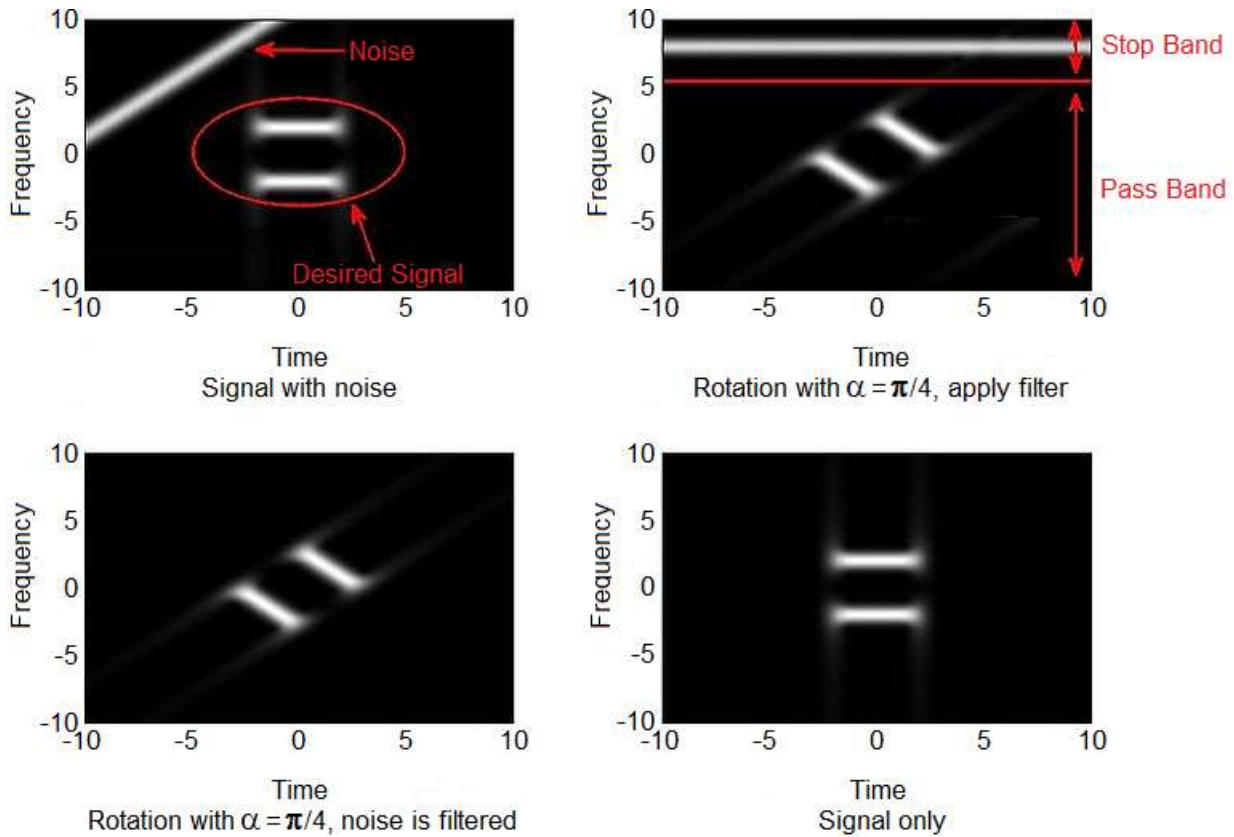 10
5
0
-5
-10
Frequency
Noise
Desired Signal
-10 -5 0 5 10
Time
Signal with noise
10
5
0
-5
-10
Frequency
Stop Band
Pass Band
-10 -5 0 5 10
Time
Rotation with α = π/4, apply filter
10
5
0
-5
-10
Frequency
-10 -5 0 5 10
Time
Rotation with α = π/4, noise is filtered
10
5
0
-5
-10
Frequency
-10 -5 0 5 10
Time
Signal only